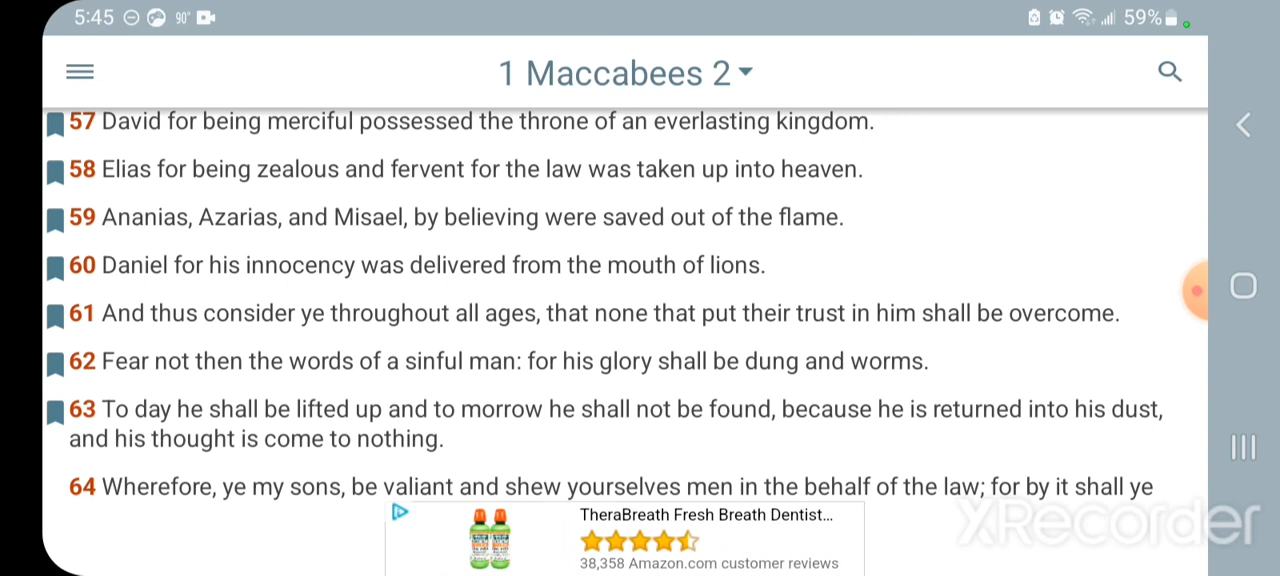 5:45 90° 59%
1 Maccabees 2
57 David for being merciful possessed the throne of an everlasting kingdom.
58 Elias for being zealous and fervent for the law was taken up into heaven.
59 Ananias, Azarias, and Misael, by believing were saved out of the flame.
60 Daniel for his innocency was delivered from the mouth of lions.
61 And thus consider ye throughout all ages, that none that put their trust in him shall be overcome.
62 Fear not then the words of a sinful man: for his glory shall be dung and worms.
63 To day he shall be lifted up and to morrow he shall not be found, because he is returned into his dust,
and his thought is come to nothing.
64 Wherefore, ye my sons, be valiant and shew yourselves men in the behalf of the law; for by it shall ye
TheraBreath Fresh Breath Dentist...
38,358 Amazon.com customer reviews
XRecorder